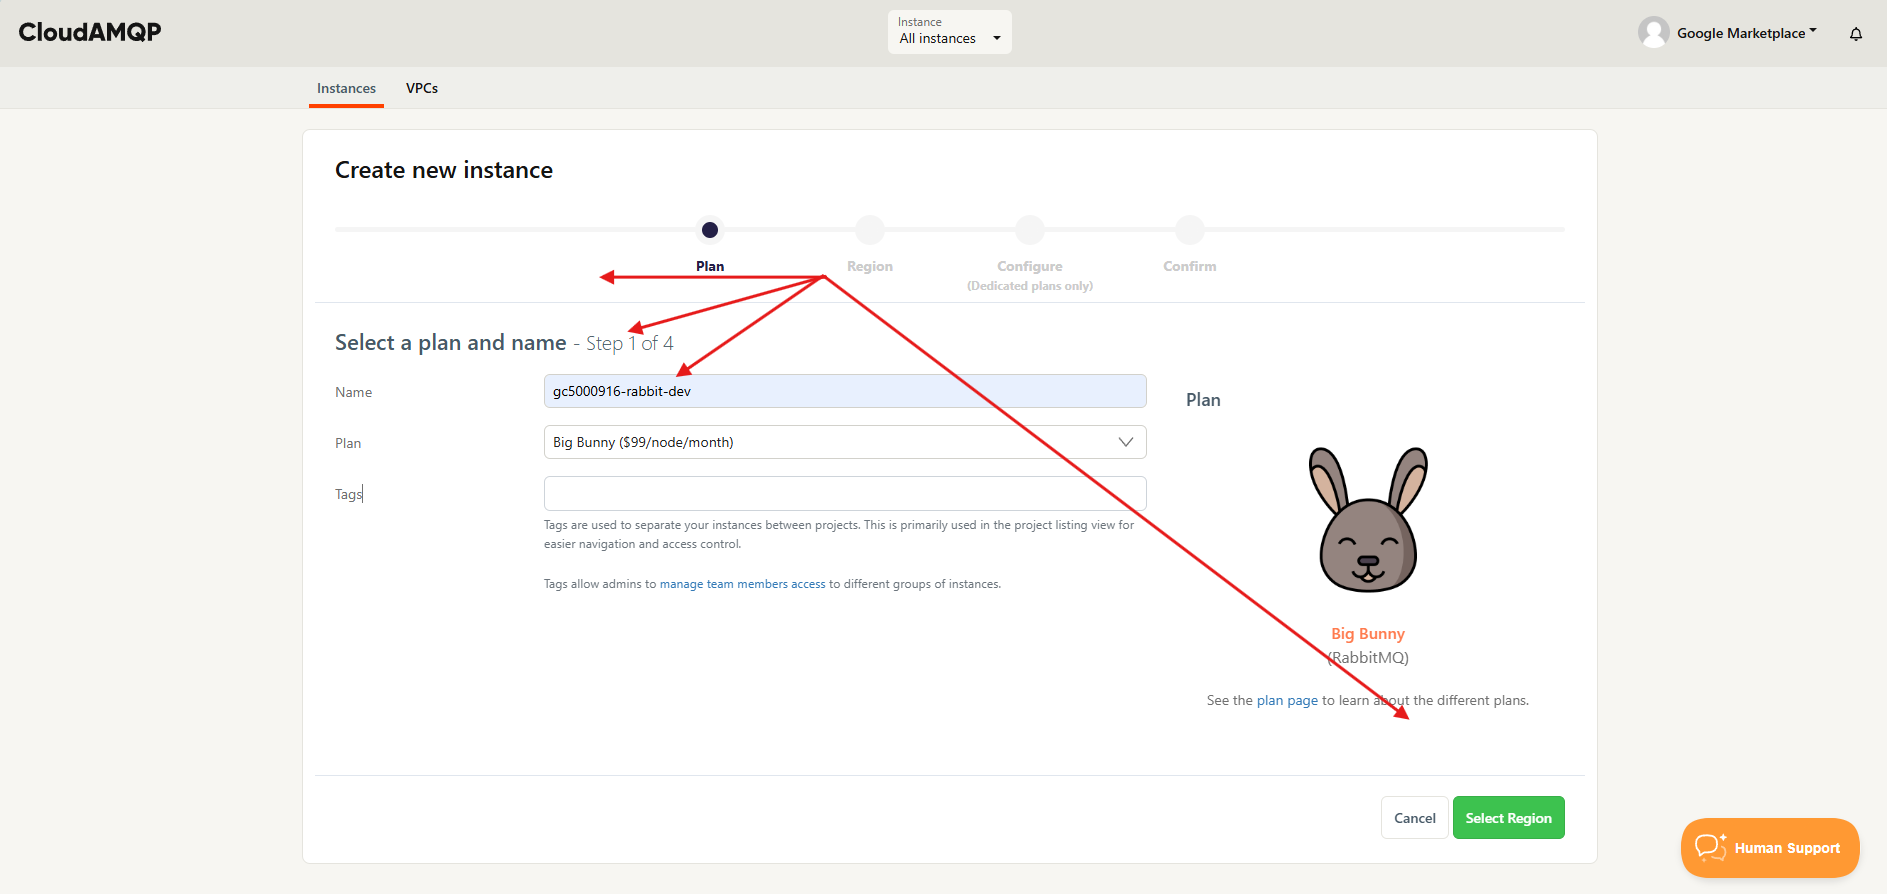 CloudAMQP
Instance
All instances
Google Marketplace
Instances
VPCs
Create new instance
Plan
Region
Configure
(Dedicated plans only)
Confirm
Select a plan and name - Step 1 of 4
Name
gc5000916-rabbit-dev
Plan
Big Bunny ($99/node/month)
Tags
Tags are used to separate your instances between projects. This is primarily used in the project listing view for
easier navigation and access control.
Tags allow admins to manage team members access to different groups of instances.
Plan
Big Bunny
(RabbitMQ)
See the plan page to learn about the different plans.
Cancel
Select Region
Human Support